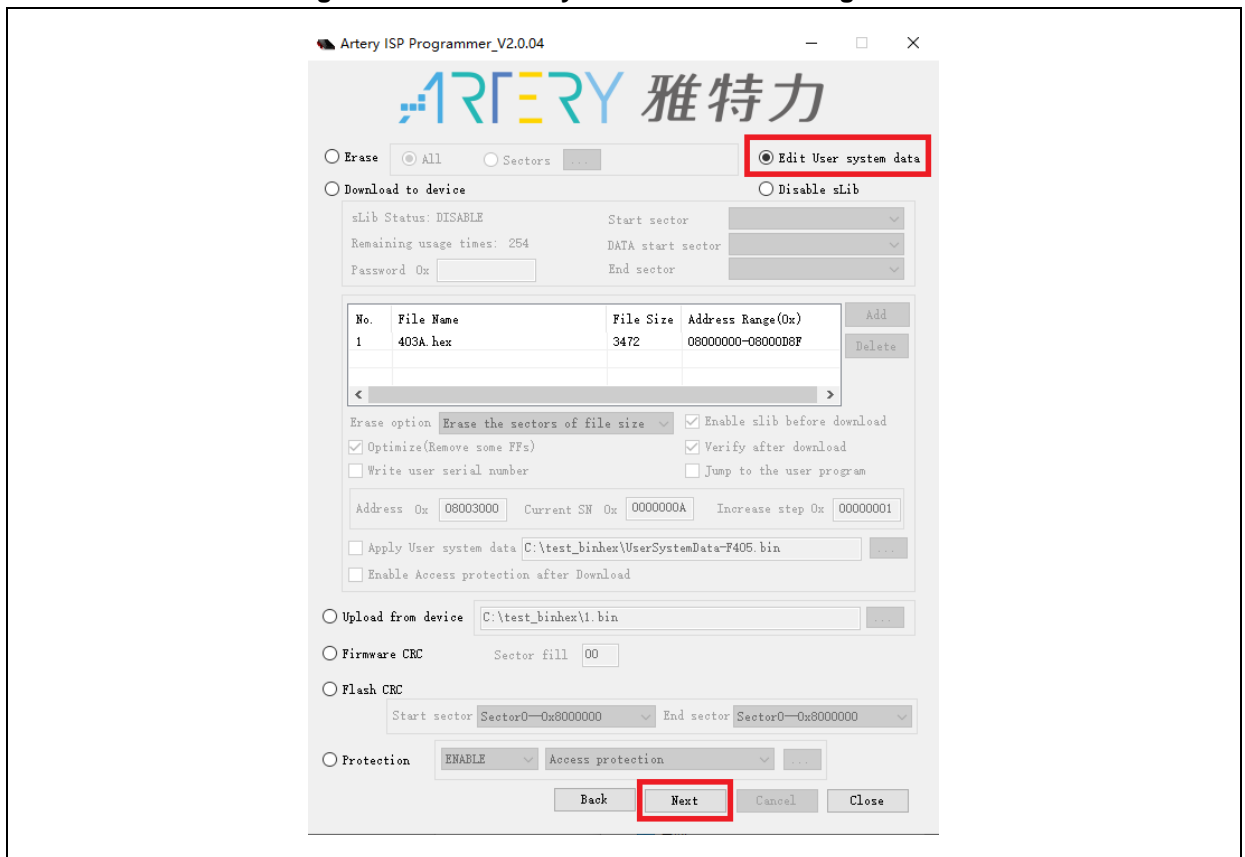 Artery ISP Programmer_V2.0.04
ARTERY 雅特力
Erase All Sectors ... Edit User system data
Download to device Disable sLib
sLib Status: DISABLE Start sector
Remaining usage times: 254 DATA start sector
Password 0x End sector
No. File Name File Size Address Range(0x) Add
1 403A.hex 3472 08000000-08000D8F Delete
Erase option Erase the sectors of file size Enable slib before download
Optimize(Remove some FFs) Verify after download
Write user serial number Jump to the user program
Address 0x 08003000 Current SN 0x 0000000A Increase step 0x 00000001
Apply User system data C:\test_binhex\UserSystemData-F405.bin ...
Enable Access protection after Download
Upload from device C:\test_binhex\1.bin ...
Firmware CRC Sector fill 00
Flash CRC
Start sector Sector0—0x8000000 End sector Sector0—0x8000000
Protection ENABLE Access protection ...
Back Next Cancel Close